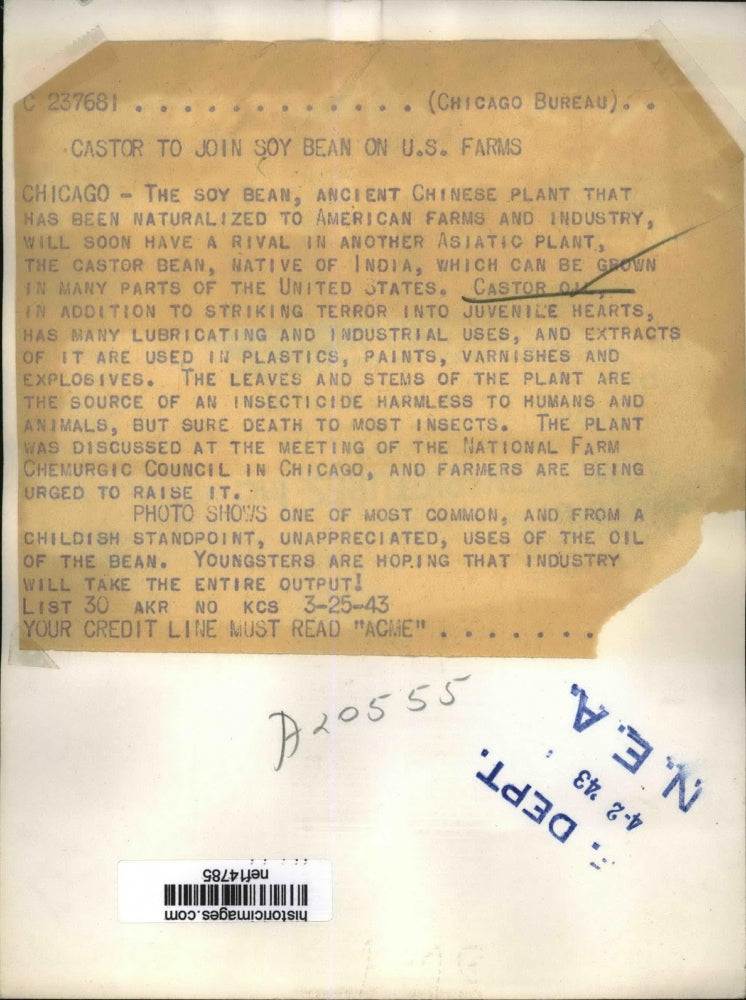 C 237681 . . . . . . . . . . . . . (CHICAGO BUREAU). .
CASTOR TO JOIN SOY BEAN ON U.S. FARMS
CHICAGO - THE SOY BEAN, ANCIENT CHINESE PLANT THAT
HAS BEEN NATURALIZED TO AMERICAN FARMS AND INDUSTRY,
WILL SOON HAVE A RIVAL IN ANOTHER ASIATIC PLANT,
THE CASTOR BEAN, NATIVE OF INDIA, WHICH CAN BE GROWN
IN MANY PARTS OF THE UNITED STATES. CASTOR OIL,
IN ADDITION TO STRIKING TERROR INTO JUVENILE HEARTS,
HAS MANY LUBRICATING AND INDUSTRIAL USES, AND EXTRACTS
OF IT ARE USED IN PLASTICS, PAINTS, VARNISHES AND
EXPLOSIVES. THE LEAVES AND STEMS OF THE PLANT ARE
THE SOURCE OF AN INSECTICIDE HARMLESS TO HUMANS AND
ANIMALS, BUT SURE DEATH TO MOST INSECTS. THE PLANT
WAS DISCUSSED AT THE MEETING OF THE NATIONAL FARM
CHEMURGIC COUNCIL IN CHICAGO, AND FARMERS ARE BEING
URGED TO RAISE IT.
PHOTO SHOWS ONE OF MOST COMMON, AND FROM A
CHILDISH STANDPOINT, UNAPPRECIATED, USES OF THE OIL
OF THE BEAN. YOUNGSTERS ARE HOPING THAT INDUSTRY
WILL TAKE THE ENTIRE OUTPUT!
LIST 30 AKR NO KCS 3-25-43
YOUR CREDIT LINE MUST READ "ACME" . . . . . . .
A20555
DEPT.
4-2 '43
N. E. A.
nef14785
historicimages.com